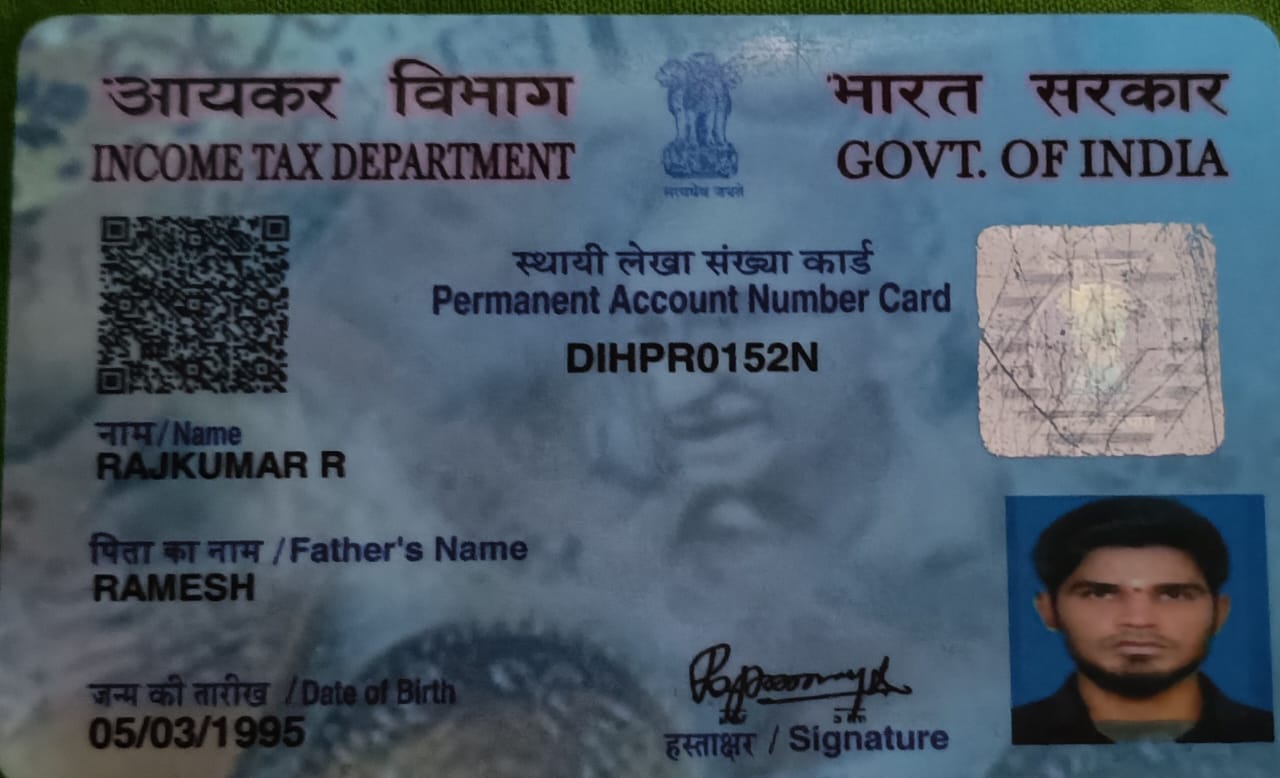 आयकर विभाग
INCOME TAX DEPARTMENT
भारत सरकार
GOVT. OF INDIA
सत्यमेव जयते
स्थायी लेखा संख्या कार्ड
Permanent Account Number Card
DIHPR0152N
नाम/Name
RAJKUMAR R
पिता का नाम /Father's Name
RAMESH
जन्म की तारीख /Date of Birth
05/03/1995
हस्ताक्षर / Signature